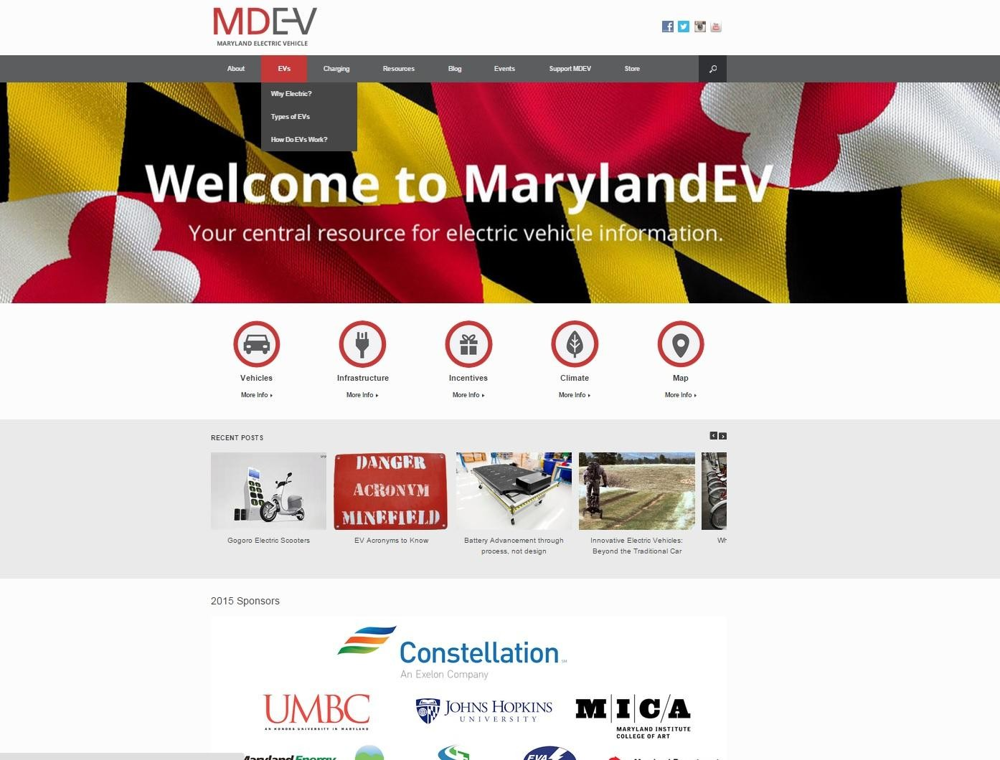 MDEV
MARYLAND ELECTRIC VEHICLE
About EVs Charging Resources Blog Events Support MDEV Store
Why Electric?
Types of EVs
How Do EVs Work?
Welcome to MarylandEV
Your central resource for electric vehicle information.
Vehicles Infrastructure Incentives Climate Map
More Info More Info More Info More Info More Info
RECENT POSTS
DANGER
ACRONYM
MINEFIELD
Gogoro Electric Scooters
EV Acronyms to Know
Battery Advancement through
process, not design
Innovative Electric Vehicles:
Beyond the Traditional Car
2015 Sponsors
Constellation SM
An Exelon Company
UMBC
AN HONORS UNIVERSITY IN MARYLAND
JOHNS HOPKINS
UNIVERSITY
MICA
MARYLAND INSTITUTE
COLLEGE OF ART
Maryland Energy
EVA